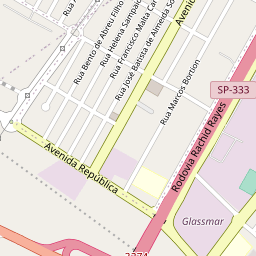 Rua Bento de Abreu Filho
Rua Helena Sampaio
Rua Francisco Malta Car
Rua José Batista de Almeida So
Avenida
SP-333
Rua Marcos Bortion
Rodovia Rachid Rayes
Avenida República
Glassmar